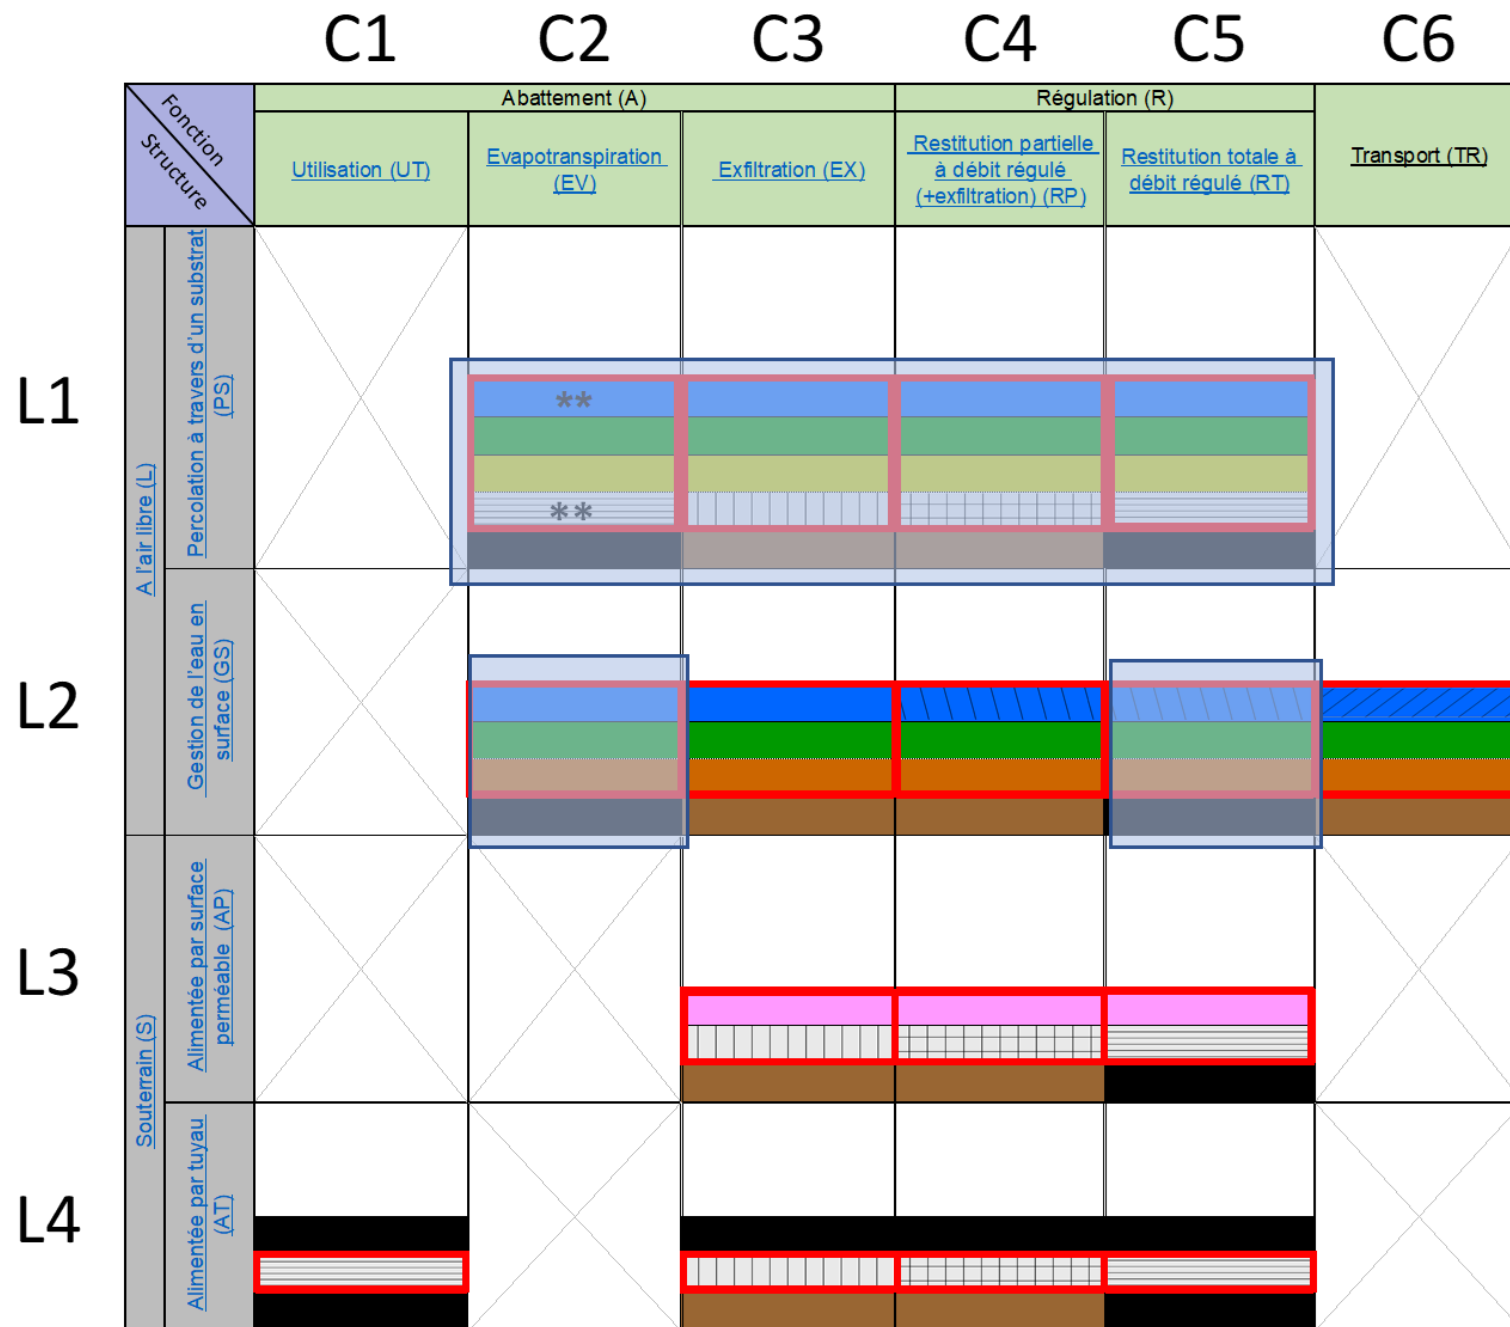 C1 C2 C3 C4 C5 C6
Fonction
Structure
Abattement (A)
Régulation (R)
Utilisation (UT)
Evapotranspiration
(EV)
Exfiltration (EX)
Restitution partielle
à débit régulé
(+exfiltration) (RP)
Restitution totale à
débit régulé (RT)
Transport (TR)
L1
A l'air libre (L)
Percolation à travers d'un substrat
(PS)
**
**
L2
Gestion de l'eau en
surface (GS)
L3
Souterrain (S)
Alimentée par surface
perméable (AP)
L4
Alimentée par tuyau
(AT)